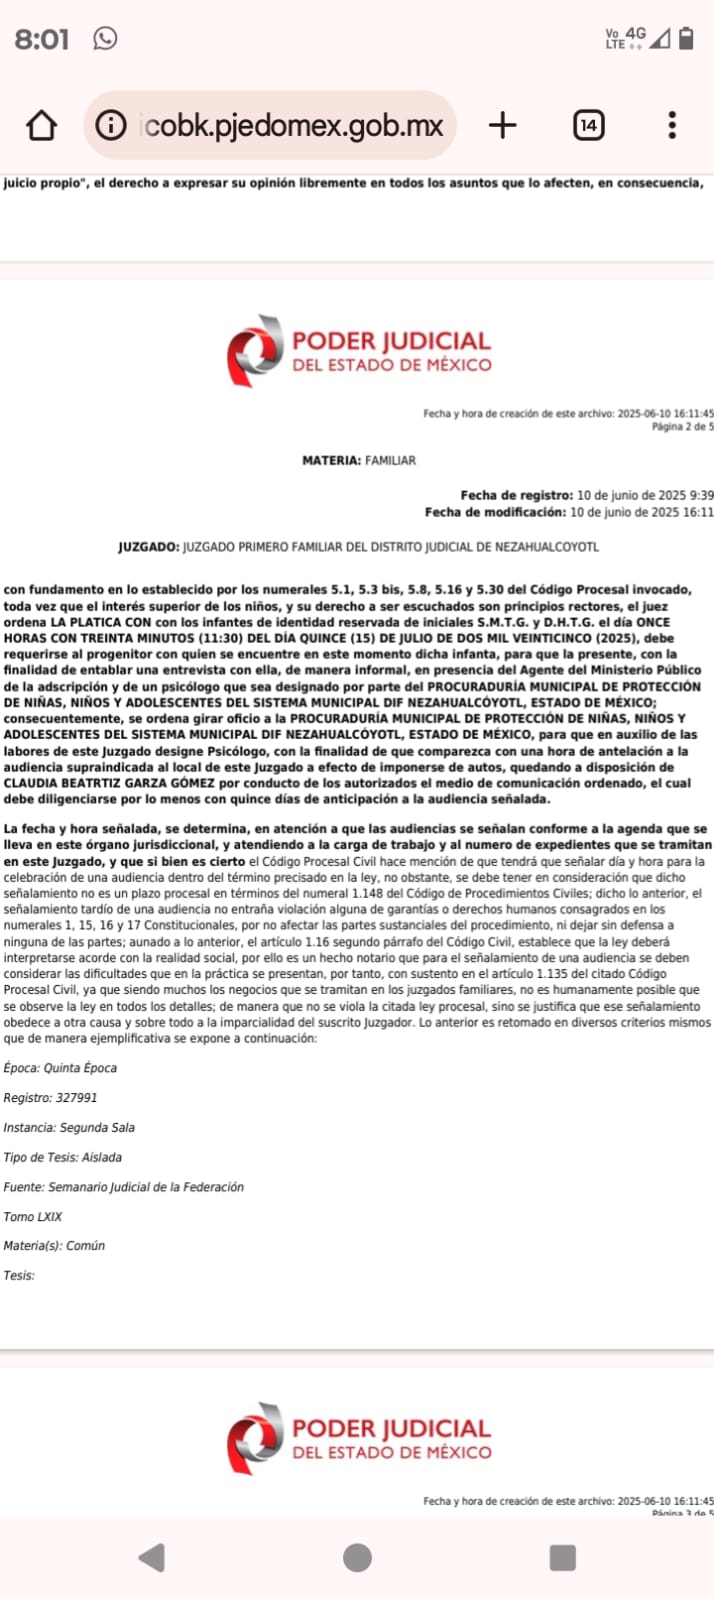 8:01
Vo 4G
LTE
cobk.pjedomex.gob.mx
14
juicio propio", el derecho a expresar su opinión libremente en todos los asuntos que lo afecten, en consecuencia,
PODER JUDICIAL
DEL ESTADO DE MÉXICO
Fecha y hora de creación de este archivo: 2025-06-10 16:11:45
Página 2 de 5
MATERIA: FAMILIAR
Fecha de registro: 10 de junio de 2025 9:39
Fecha de modificación: 10 de junio de 2025 16:11
JUZGADO: JUZGADO PRIMERO FAMILIAR DEL DISTRITO JUDICIAL DE NEZAHUALCOYOTL
con fundamento en lo establecido por los numerales 5.1, 5.3 bis, 5.8, 5.16 y 5.30 del Código Procesal invocado,
toda vez que el interés superior de los niños, y su derecho a ser escuchados son principios rectores, el juez
ordena LA PLATICA CON con los infantes de identidad reservada de iniciales S.M.T.G. y D.H.T.G. el día ONCE
HORAS CON TREINTA MINUTOS (11:30) DEL DÍA QUINCE (15) DE JULIO DE DOS MIL VEINTICINCO (2025), debe
requerirse al progenitor con quien se encuentre en este momento dicha infanta, para que la presente, con la
finalidad de entablar una entrevista con ella, de manera informal, en presencia del Agente del Ministerio Público
de la adscripción y de un psicólogo que sea designado por parte del PROCURADURÍA MUNICIPAL DE PROTECCIÓN
DE NIÑAS, NIÑOS Y ADOLESCENTES DEL SISTEMA MUNICIPAL DIF NEZAHUALCÓYOTL, ESTADO DE MÉXICO;
consecuentemente, se ordena girar oficio a la PROCURADURÍA MUNICIPAL DE PROTECCIÓN DE NIÑAS, NIÑOS Y
ADOLESCENTES DEL SISTEMA MUNICIPAL DIF NEZAHUALCÓYOTL, ESTADO DE MÉXICO, para que en auxilio de las
labores de este Juzgado designe Psicólogo, con la finalidad de que comparezca con una hora de antelación a la
audiencia supraindicada al local de este Juzgado a efecto de imponerse de autos, quedando a disposición de
CLAUDIA BEATRTIZ GARZA GÓMEZ por conducto de los autorizados el medio de comunicación ordenado, el cual
debe diligenciarse por lo menos con quince días de anticipación a la audiencia señalada.
La fecha y hora señalada, se determina, en atención a que las audiencias se señalan conforme a la agenda que se
lleva en este órgano jurisdiccional, y atendiendo a la carga de trabajo y al numero de expedientes que se tramitan
en este Juzgado, y que si bien es cierto el Código Procesal Civil hace mención de que tendrá que señalar día y hora para la
celebración de una audiencia dentro del término precisado en la ley, no obstante, se debe tener en consideración que dicho
señalamiento no es un plazo procesal en términos del numeral 1.148 del Código de Procedimientos Civiles; dicho lo anterior, el
señalamiento tardío de una audiencia no entraña violación alguna de garantías o derechos humanos consagrados en los
numerales 1, 15, 16 y 17 Constitucionales, por no afectar las partes sustanciales del procedimiento, ni dejar sin defensa a
ninguna de las partes; aunado a lo anterior, el artículo 1.16 segundo párrafo del Código Civil, establece que la ley deberá
interpretarse acorde con la realidad social, por ello es un hecho notario que para el señalamiento de una audiencia se deben
considerar las dificultades que en la práctica se presentan, por tanto, con sustento en el artículo 1.135 del citado Código
Procesal Civil, ya que siendo muchos los negocios que se tramitan en los juzgados familiares, no es humanamente posible que
se observe la ley en todos los detalles; de manera que no se viola la citada ley procesal, sino se justifica que ese señalamiento
obedece a otra causa y sobre todo a la imparcialidad del suscrito Juzgador. Lo anterior es retomado en diversos criterios mismos
que de manera ejemplificativa se expone a continuación:
Época: Quinta Época
Registro: 327991
Instancia: Segunda Sala
Tipo de Tesis: Aislada
Fuente: Semanario Judicial de la Federación
Tomo LXIX
Materia(s): Común
Tesis:
PODER JUDICIAL
DEL ESTADO DE MÉXICO
Fecha y hora de creación de este archivo: 2025-06-10 16:11:45
Página 3 de 5